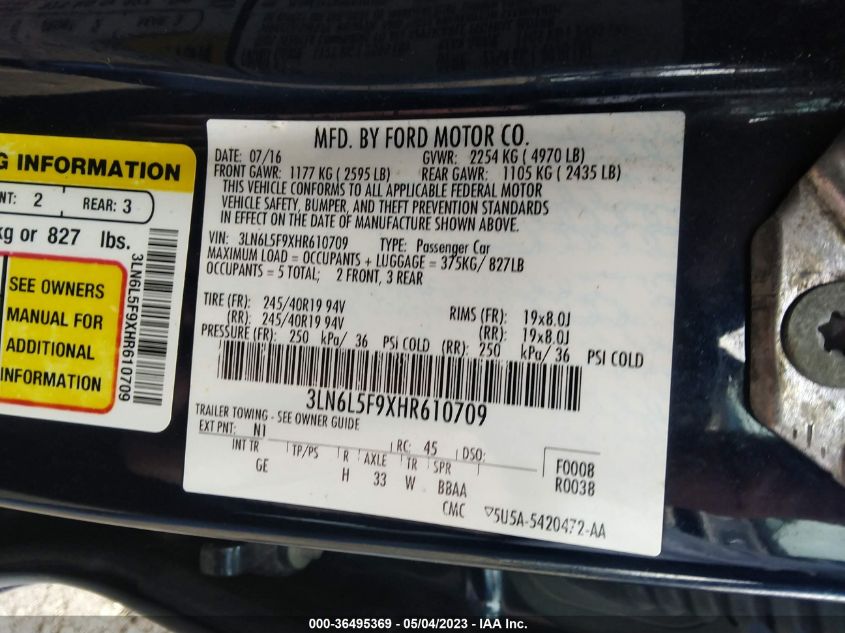 MFD. BY FORD MOTOR CO.
DATE: 07/16 GVWR: 2254 KG ( 4970 LB)
FRONT GAWR: 1177 KG ( 2595 LB) REAR GAWR: 1105 KG ( 2435 LB)
THIS VEHICLE CONFORMS TO ALL APPLICABLE FEDERAL MOTOR
VEHICLE SAFETY, BUMPER, AND THEFT PREVENTION STANDARDS
IN EFFECT ON THE DATE OF MANUFACTURE SHOWN ABOVE.
VIN: 3LN6L5F9XHR610709 TYPE: Passenger Car
MAXIMUM LOAD = OCCUPANTS + LUGGAGE = 375KG/ 827LB
OCCUPANTS = 5 TOTAL; 2 FRONT, 3 REAR
TIRE (FR): 245/40R19 94V RIMS (FR): 19x8.0J
(RR): 245/40R19 94V (RR): 19x8.0J
PRESSURE (FR): 250 kPa/ 36 PSI COLD (RR): 250 kPa/ 36 PSI COLD
3LN6L5F9XHR610709
TRAILER TOWING - SEE OWNER GUIDE
EXT PNT: N1 RC: 45 DSO:
INT TR TP/PS R AXLE TR SPR
GE H 33 W BBAA
CMC
F0008
R0038
▽5U5A-5420472-AA
G INFORMATION
NT: 2 REAR: 3
kg or 827 lbs.
SEE OWNERS
MANUAL FOR
ADDITIONAL
INFORMATION
3LN6L5F9XHR610709
000-36495369 - 05/04/2023 - IAA Inc.